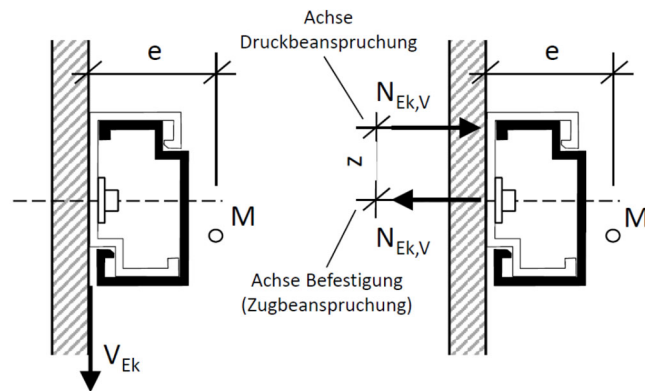 Achse
Druckbeanspruchung
e
e
N_Ek,V
z
M
M
N_Ek,V
Achse Befestigung
(Zugbeanspruchung)
V_Ek